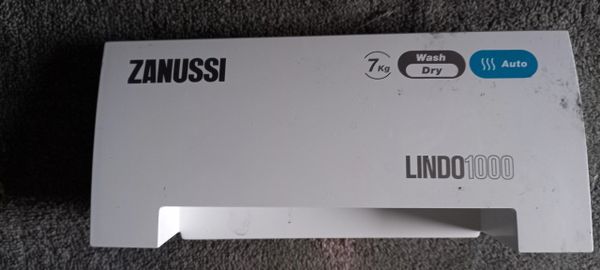 ZANUSSI
7Kg
Wash
Dry
Auto
LINDO1000